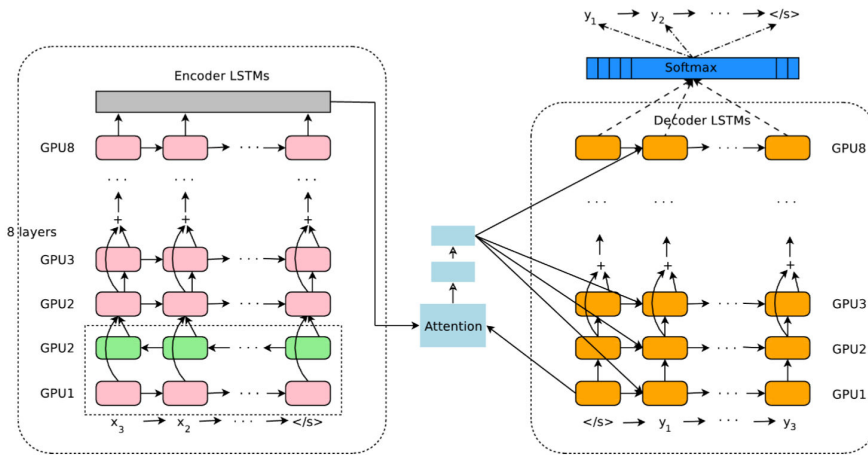 y1 y2 · · · </s>
Softmax
Encoder LSTMs
Decoder LSTMs
GPU8
GPU8
· · · · · · · · ·
· · · · · · · · ·
+ + +
8 layers
+ + +
GPU3
GPU3
GPU2
Attention
GPU2
GPU2
GPU1
GPU1
x3 x2 · · · </s>
</s> y1 · · · y3